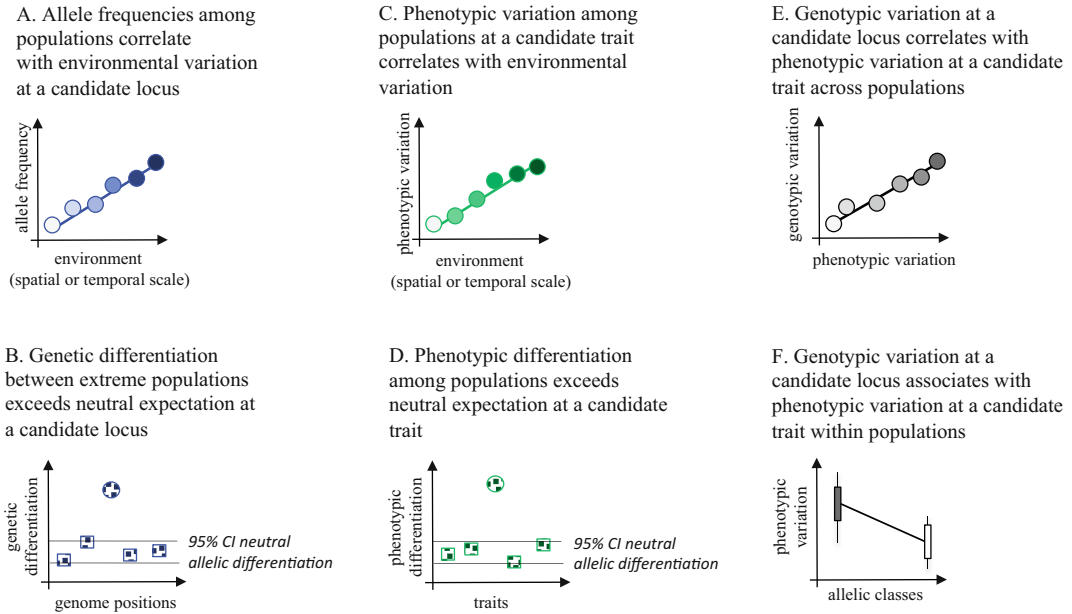 A. Allele frequencies among
populations correlate
with environmental variation
at a candidate locus
allele frequency
environment
(spatial or temporal scale)
C. Phenotypic variation among
populations at a candidate trait
correlates with environmental
variation
phenotypic variation
environment
(spatial or temporal scale)
E. Genotypic variation at a
candidate locus correlates with
phenotypic variation at a candidate
trait across populations
genotypic variation
phenotypic variation
B. Genetic differentiation
between extreme populations
exceeds neutral expectation at
a candidate locus
genetic
differentiation
95% CI neutral
allelic differentiation
genome positions
D. Phenotypic differentiation
among populations exceeds
neutral expectation at a candidate
trait
phenotypic
differentiation
95% CI neutral
allelic differentiation
traits
F. Genotypic variation at a
candidate locus associates with
phenotypic variation at a candidate
trait within populations
phenotypic
variation
allelic classes